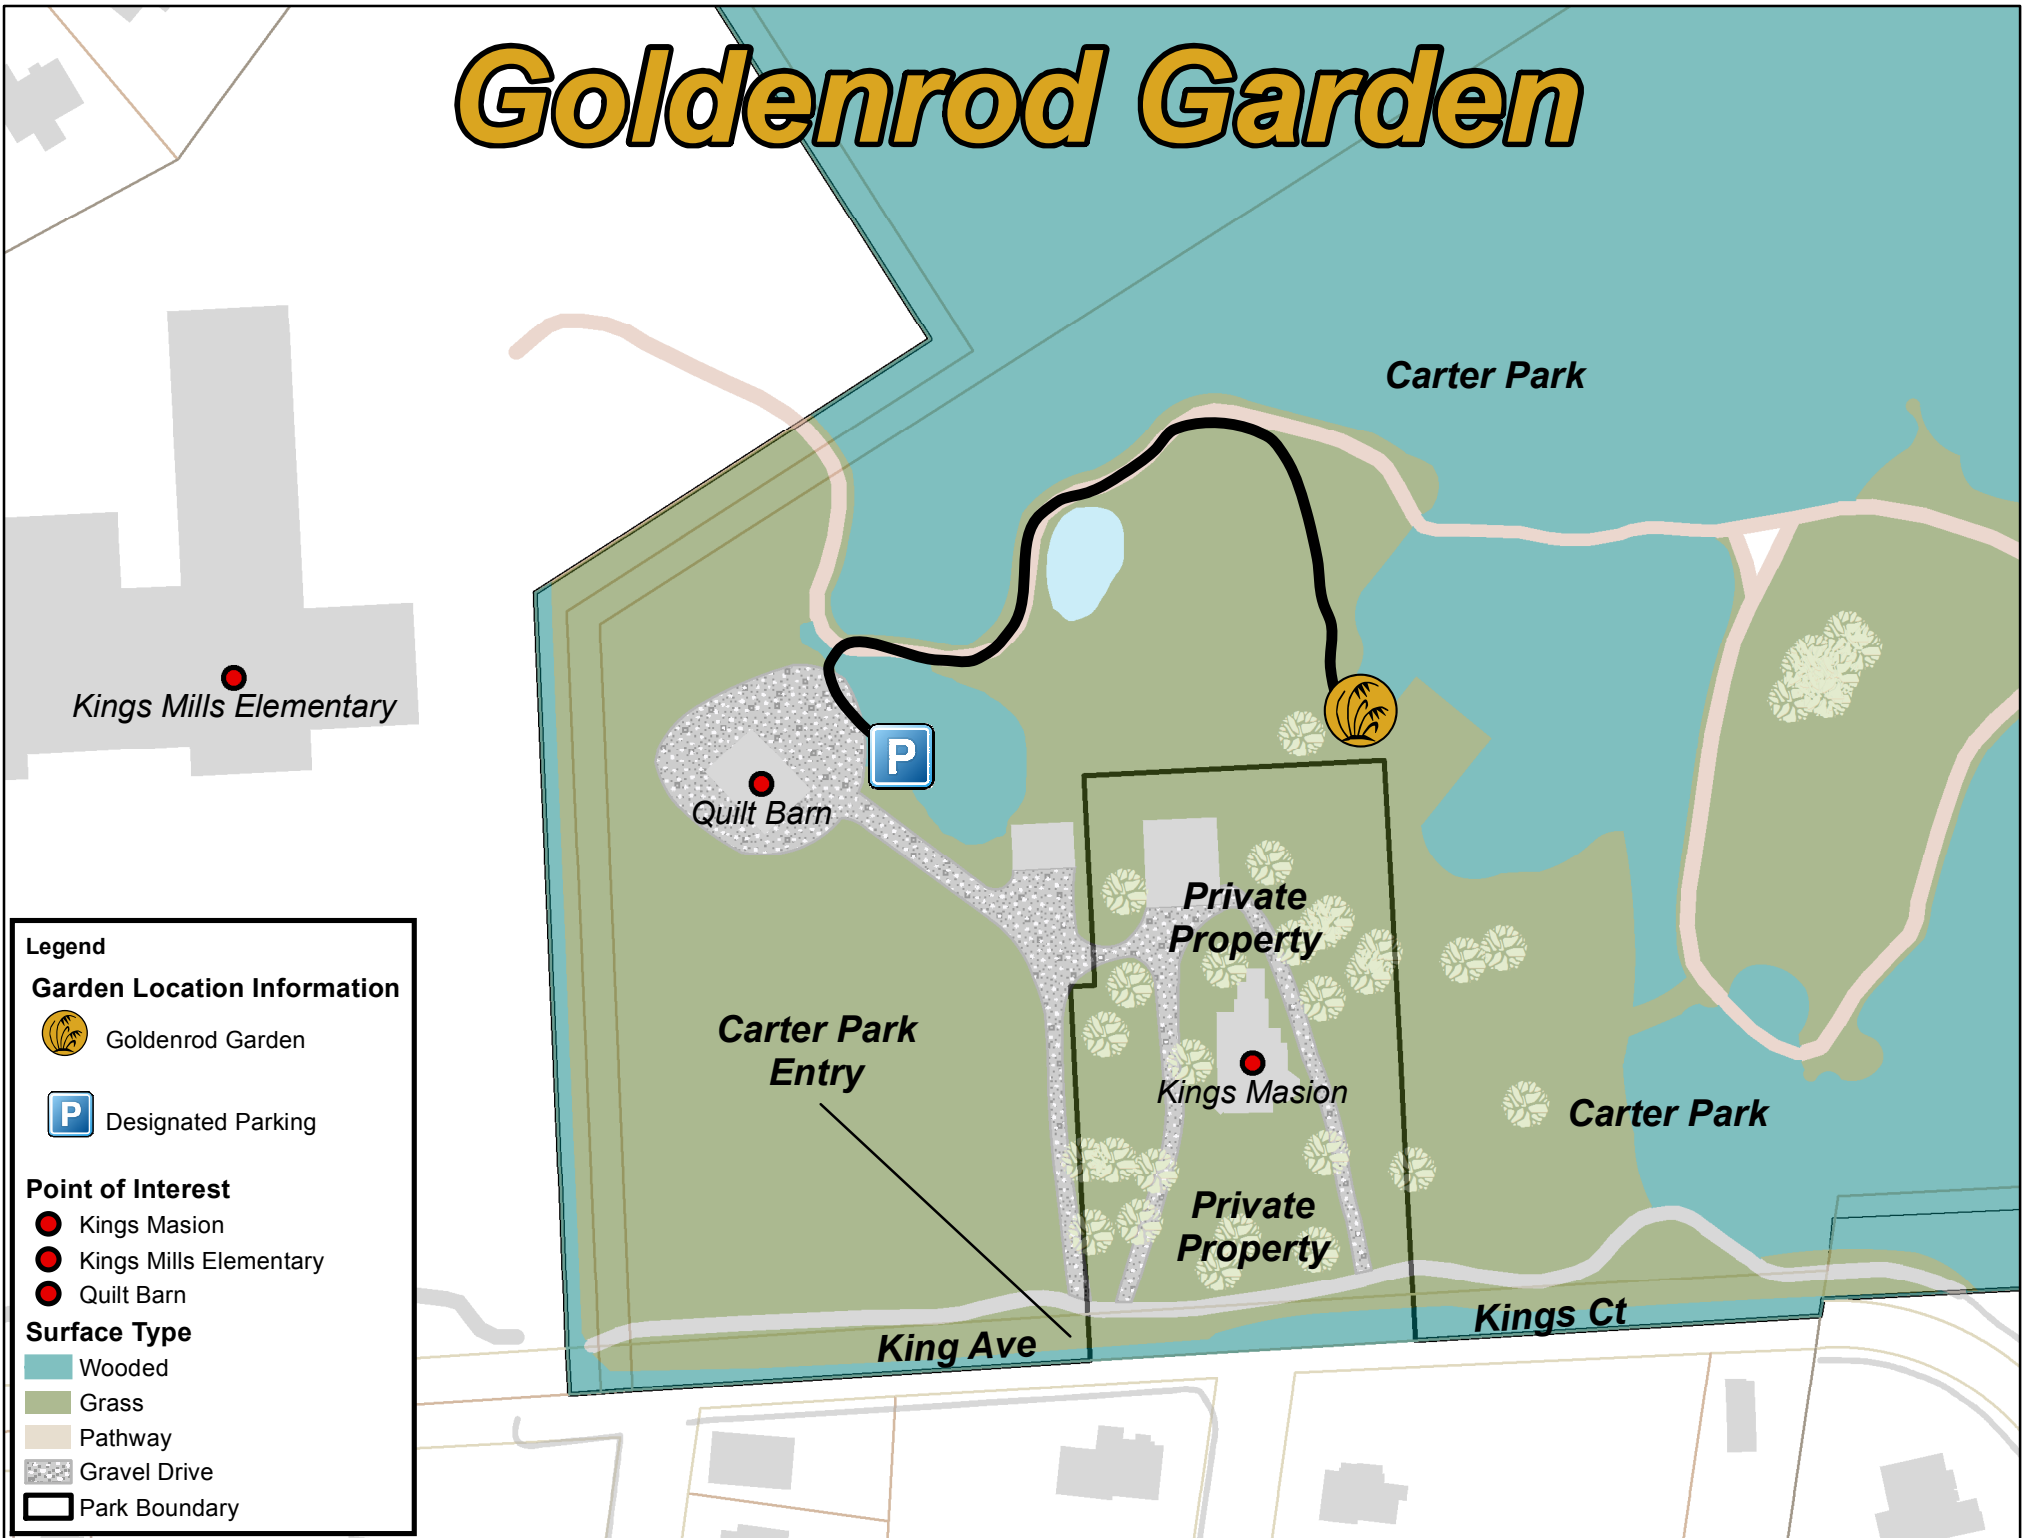 Goldenrod Garden
Carter Park
Kings Mills Elementary
P
Quilt Barn
Private
Property
Carter Park
Entry
Kings Masion
Carter Park
Private
Property
Kings Ct
King Ave
Legend
Garden Location Information
Goldenrod Garden
P
Designated Parking
Point of Interest
Kings Masion
Kings Mills Elementary
Quilt Barn
Surface Type
Wooded
Grass
Pathway
Gravel Drive
Park Boundary